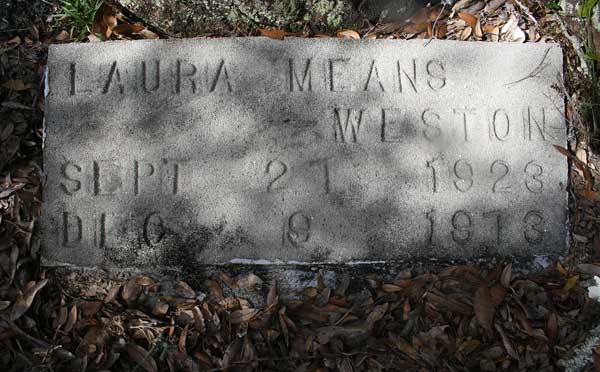 LAURA MEANS
WESTON
SEPT 21 1923
DEC 9 1973